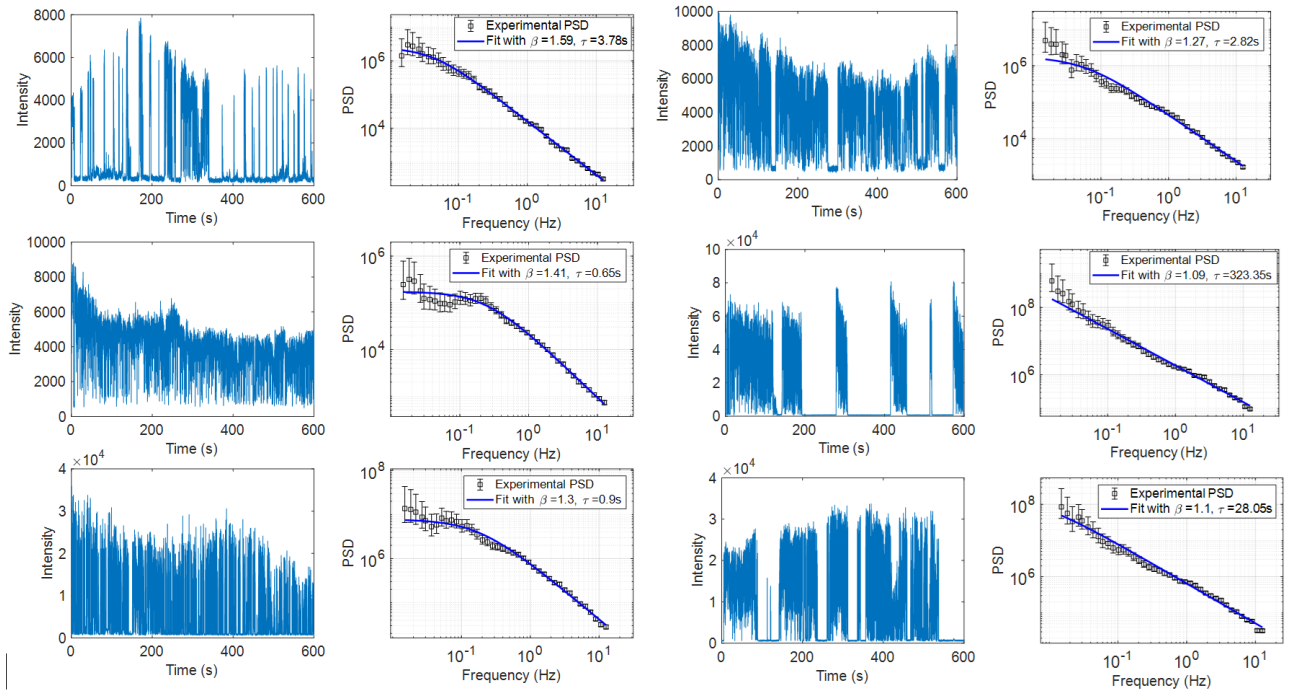 8000
6000
4000
2000
0
0
200
400
600
Intensity
Time (s)
10^6
10^4
10^-1
10^0
10^1
PSD
Frequency (Hz)
Experimental PSD
Fit with β =1.59, τ =3.78s
10000
8000
6000
4000
2000
0
0
200
400
600
Intensity
Time (s)
10^8
10^6
10^4
10^-1
10^0
10^1
PSD
Frequency (Hz)
Experimental PSD
Fit with β =1.27, τ =2.82s
10000
8000
6000
4000
2000
0
0
200
400
600
Intensity
Time (s)
10^6
10^4
10^-1
10^0
10^1
PSD
Frequency (Hz)
Experimental PSD
Fit with β =1.41, τ =0.65s
×10^4
10
8
6
4
2
0
0
200
400
600
Intensity
Time (s)
10^8
10^6
10^-1
10^0
10^1
PSD
Frequency (Hz)
Experimental PSD
Fit with β =1.09, τ =323.35s
×10^4
4
3
2
1
0
0
200
400
600
Intensity
Time (s)
10^8
10^6
10^-1
10^0
10^1
PSD
Frequency (Hz)
Experimental PSD
Fit with β =1.3, τ =0.9s
×10^4
4
3
2
1
0
0
200
400
600
Intensity
Time (s)
10^8
10^6
10^-1
10^0
10^1
PSD
Frequency (Hz)
Experimental PSD
Fit with β =1.1, τ =28.05s